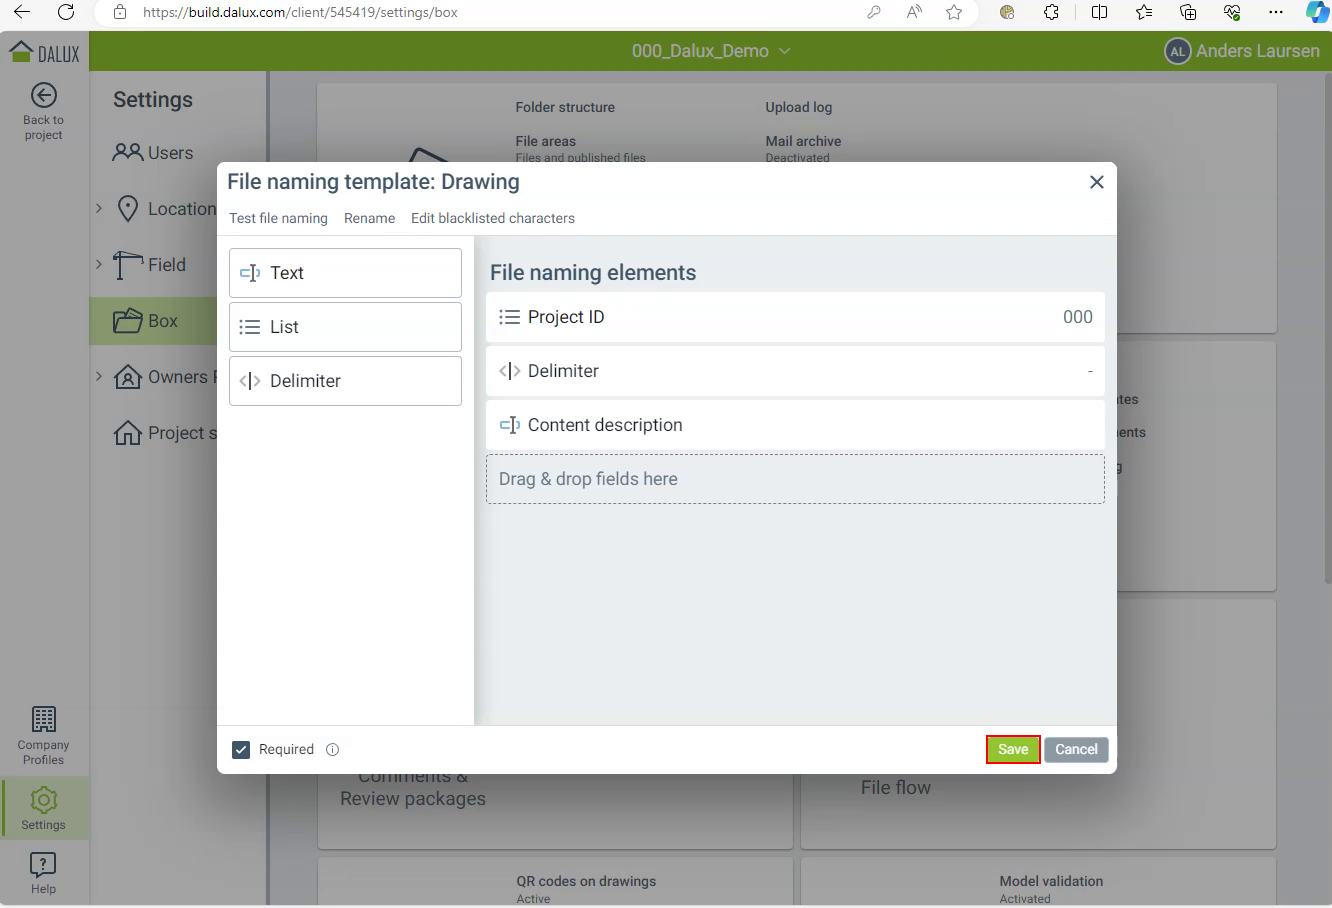 https://build.dalux.com/client/545419/settings/box
DALUX
000_Dalux_Demo
AL Anders Laursen
Back to
project
Settings
Users
Location
Field
Box
Owners
Project s
Company
Profiles
Settings
Help
Folder structure
Upload log
File areas
Files and published files
Mail archive
Deactivated
File naming template: Drawing
Test file naming Rename Edit blacklisted characters
Text
List
Delimiter
File naming elements
Project ID 000
Delimiter -
Content description
Drag & drop fields here
Required
Save Cancel
Comments &
Review packages
File flow
QR codes on drawings
Active
Model validation
Activated